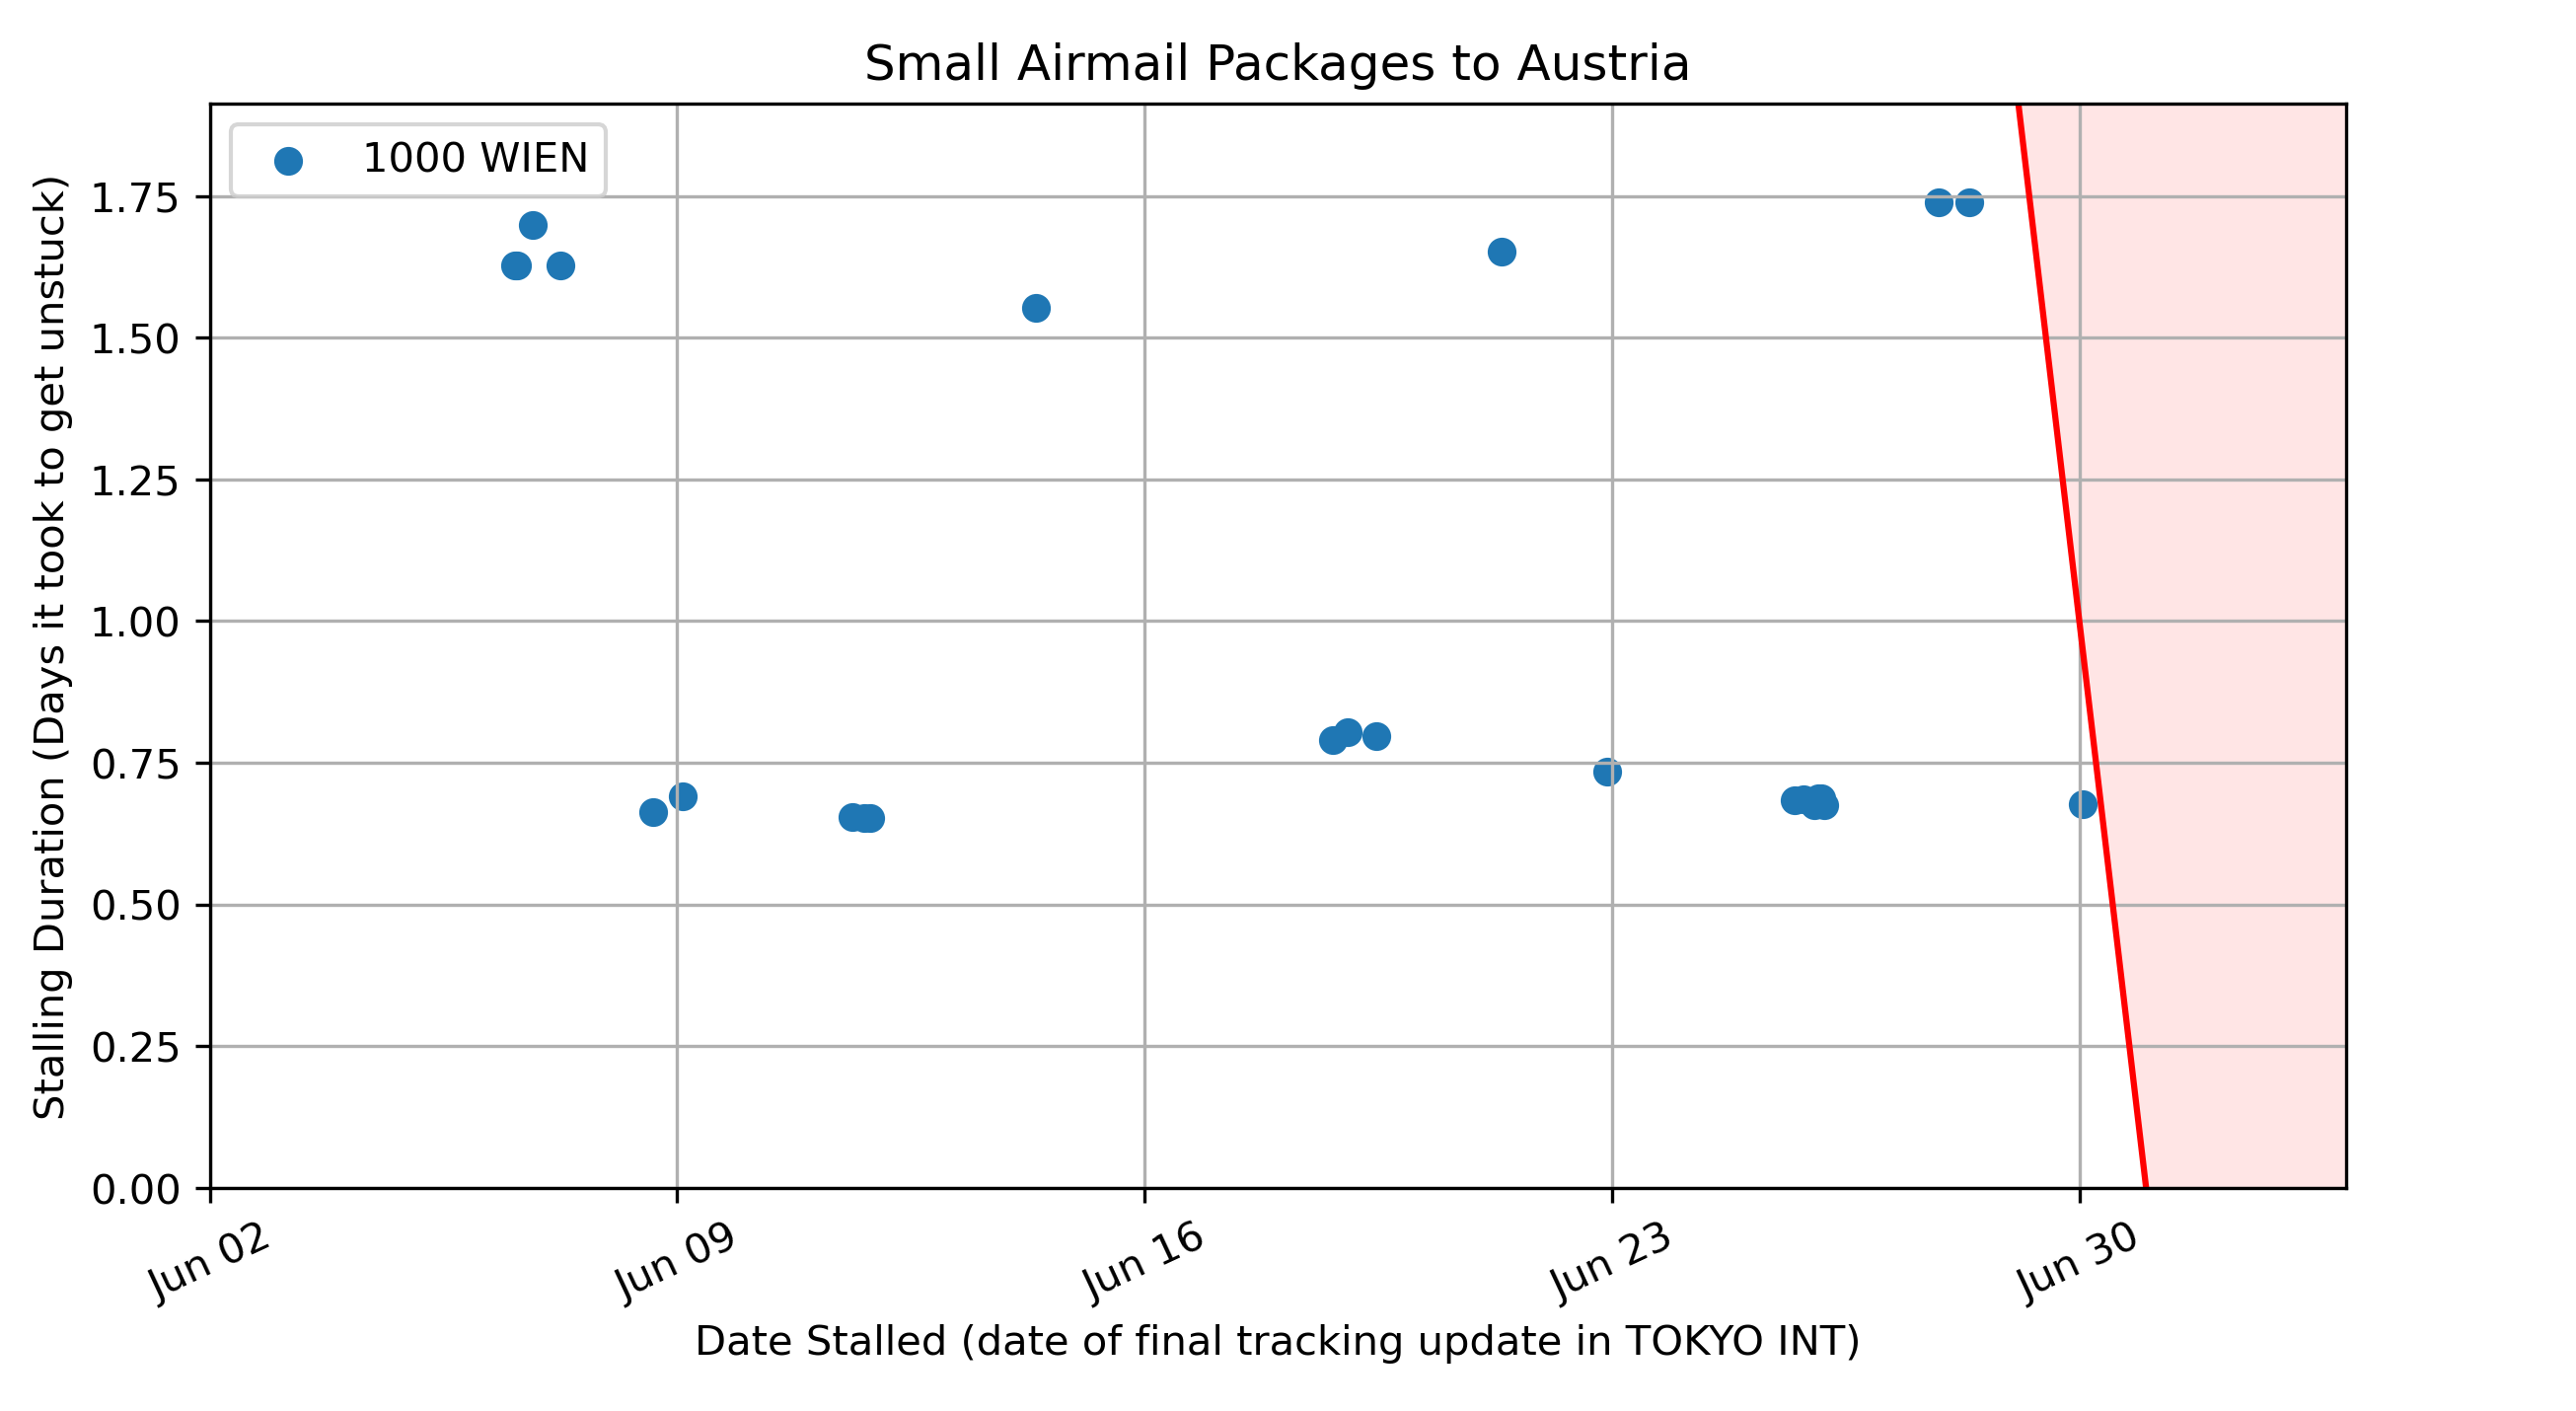 Small Airmail Packages to Austria
1000 WIEN
Stalling Duration (Days it took to get unstuck)
1.75
1.50
1.25
1.00
0.75
0.50
0.25
0.00
Jun 02
Jun 09
Jun 16
Jun 23
Jun 30
Date Stalled (date of final tracking update in TOKYO INT)